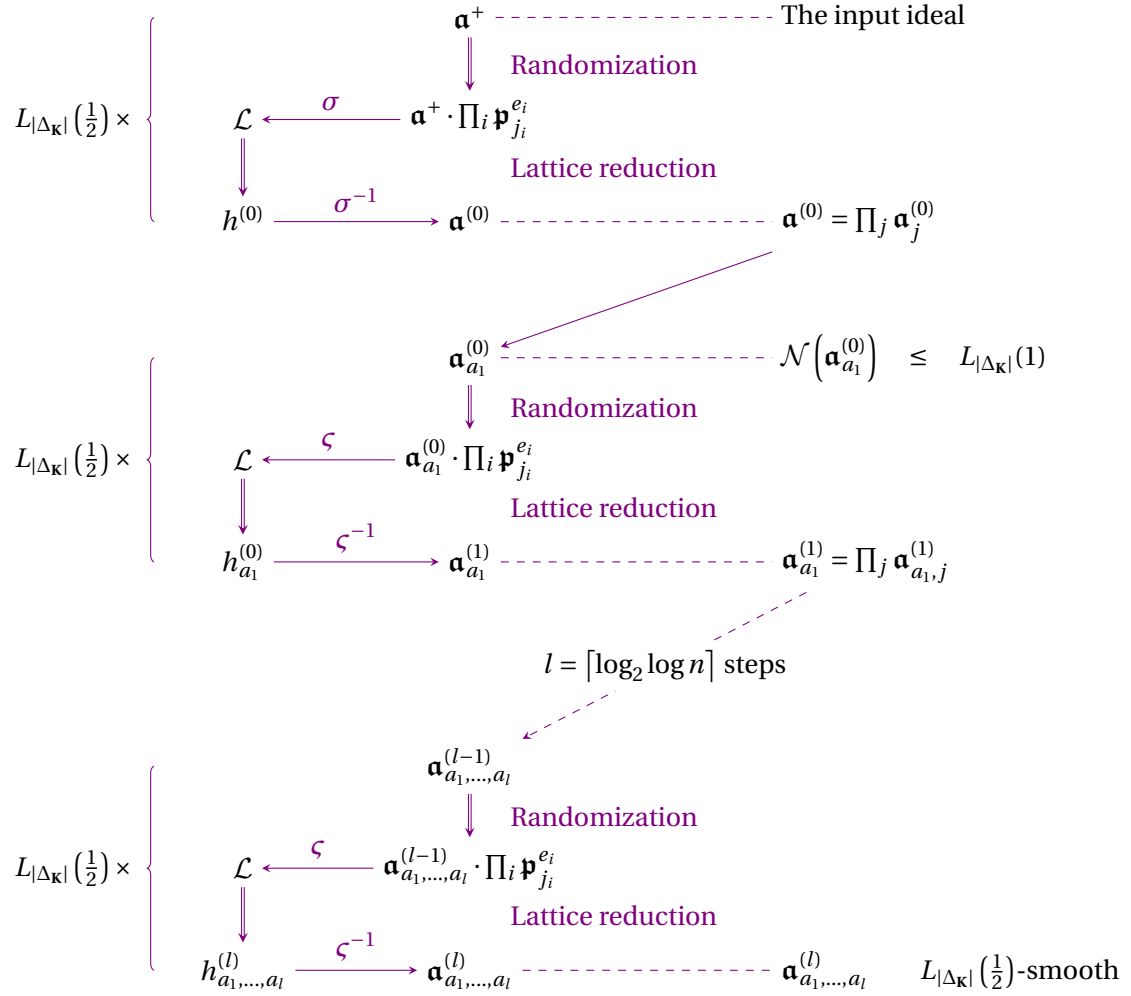 𝔞⁺ The input ideal
Randomization
L_{|Δ_𝐊|}(½) × ℒ σ 𝔞⁺ · ∏_i 𝔭_{j_i}^{e_i}
Lattice reduction
h^{(0)} σ^{−1} 𝔞^{(0)} 𝔞^{(0)} = ∏_j 𝔞_j^{(0)}
𝔞_{a_1}^{(0)} 𝒩(𝔞_{a_1}^{(0)}) ≤ L_{|Δ_𝐊|}(1)
Randomization
L_{|Δ_𝐊|}(½) × ℒ ς 𝔞_{a_1}^{(0)} · ∏_i 𝔭_{j_i}^{e_i}
Lattice reduction
h_{a_1}^{(0)} ς^{−1} 𝔞_{a_1}^{(1)} 𝔞_{a_1}^{(1)} = ∏_j 𝔞_{a_1,j}^{(1)}
l = ⌈log₂ log n⌉ steps
𝔞_{a_1,...,a_l}^{(l−1)}
Randomization
L_{|Δ_𝐊|}(½) × ℒ ς 𝔞_{a_1,...,a_l}^{(l−1)} · ∏_i 𝔭_{j_i}^{e_i}
Lattice reduction
h_{a_1,...,a_l}^{(l)} ς^{−1} 𝔞_{a_1,...,a_l}^{(l)} 𝔞_{a_1,...,a_l}^{(l)} L_{|Δ_𝐊|}(½)-smooth